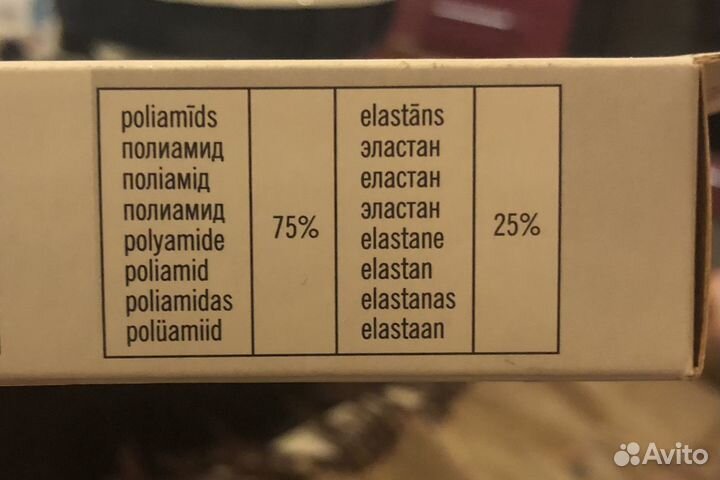 poliamīds
полиамид
поліамід
полиамид
polyamide
poliamid
poliamidas
polüamiid
75%
elastāns
эластан
еластан
эластан
elastane
elastan
elastanas
elastaan
25%
Avito